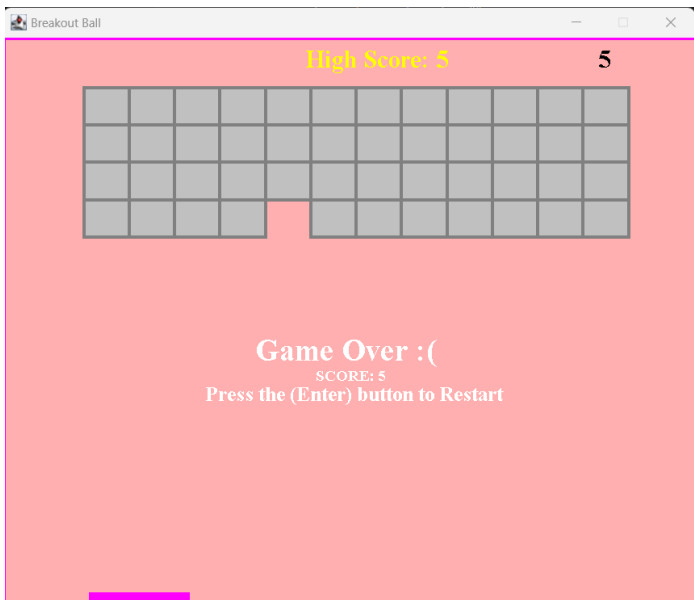 Breakout Ball
High Score: 5
5
Game Over :(
SCORE: 5
Press the (Enter) button to Restart